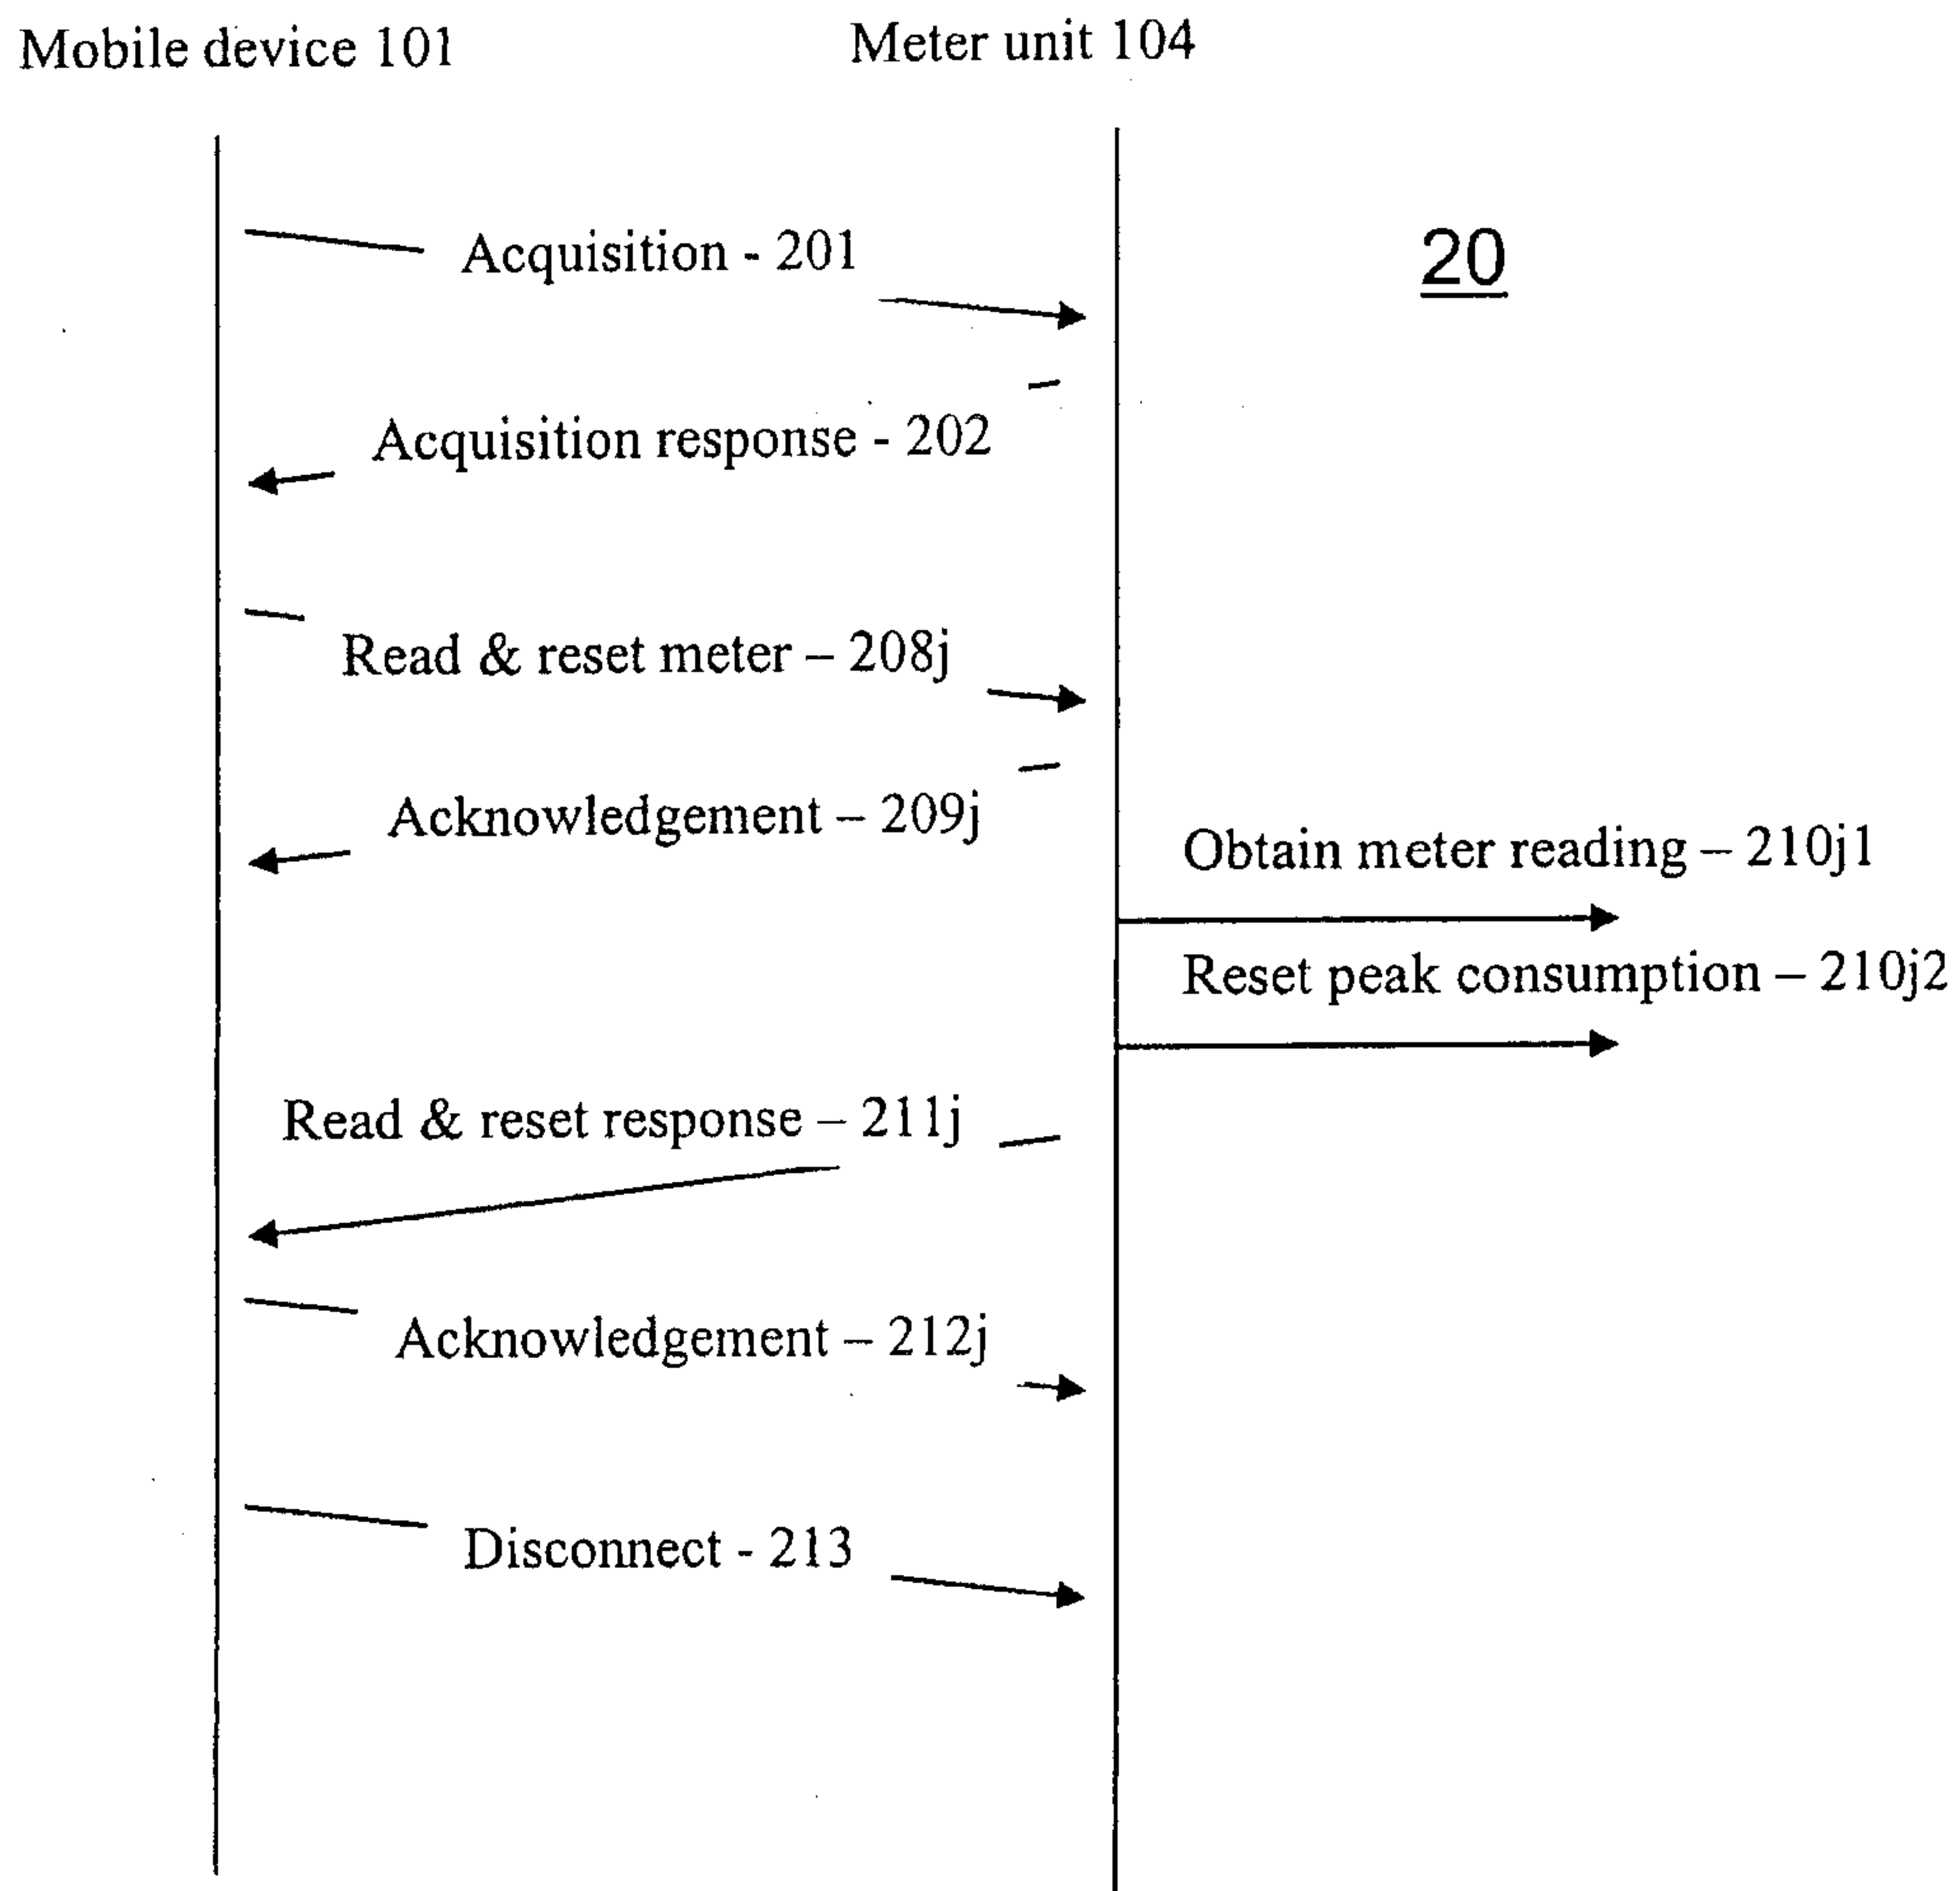 Mobile device 101
Meter unit 104
Acquisition - 201
20
Acquisition response - 202
Read & reset meter – 208j
Acknowledgement – 209j
Obtain meter reading – 210j1
Reset peak consumption – 210j2
Read & reset response – 211j
Acknowledgement – 212j
Disconnect - 213